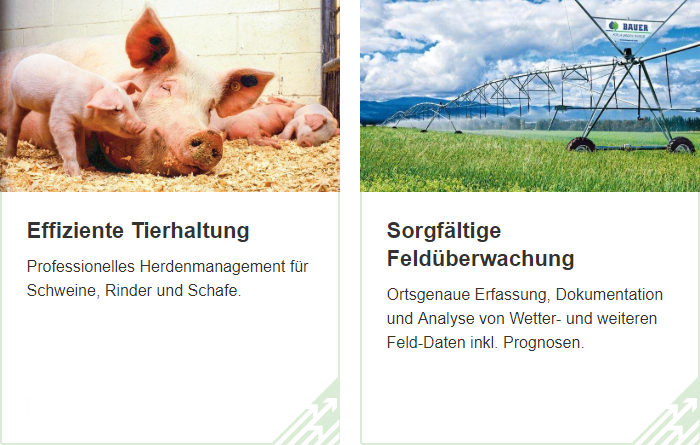 BAUER
Effiziente Tierhaltung
Professionelles Herdenmanagement für
Schweine, Rinder und Schafe.
Sorgfältige
Feldüberwachung
Ortsgenaue Erfassung, Dokumentation
und Analyse von Wetter- und weiteren
Feld-Daten inkl. Prognosen.